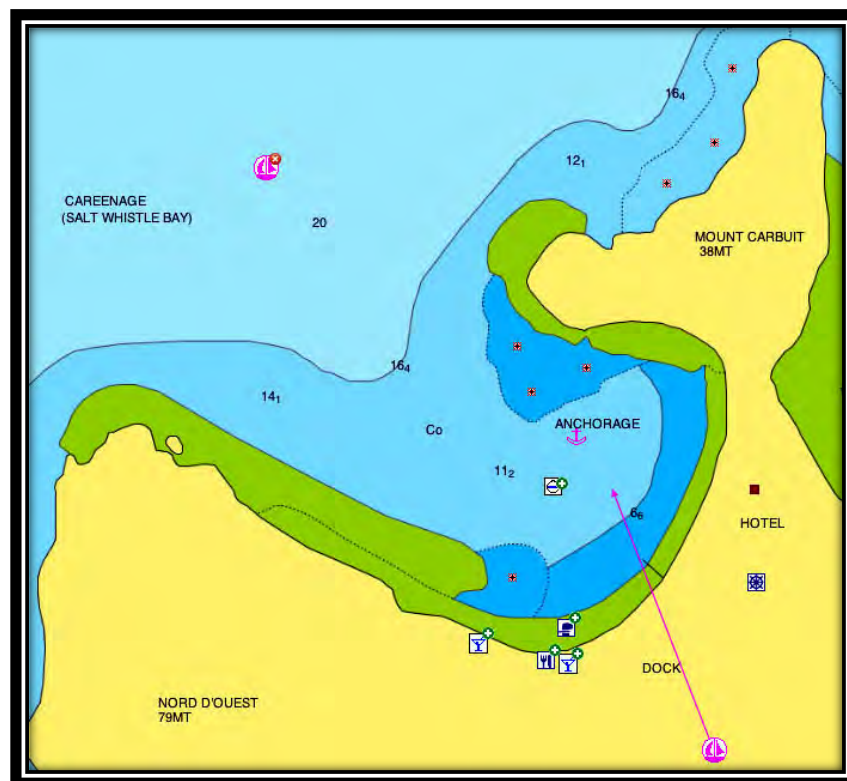 16₄
12₁
CAREENAGE
(SALT WHISTLE BAY)
20
MOUNT CARBUIT
38MT
16₄
14₁
Co
ANCHORAGE
11₂
6₆
HOTEL
DOCK
NORD D'OUEST
79MT